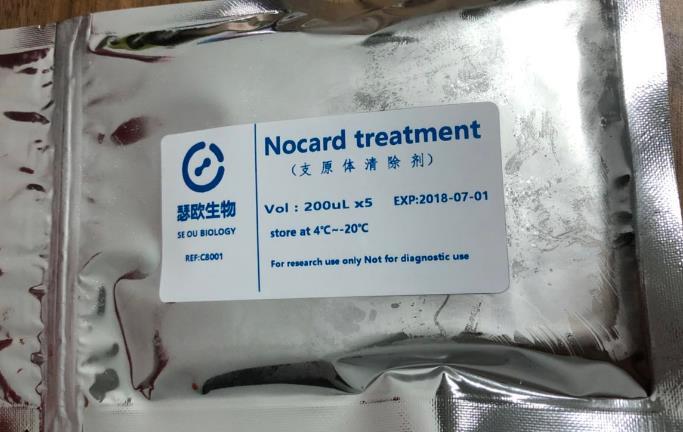 瑟欧生物
SE OU BIOLOGY
REF:C8001
Nocard treatment
（支原体清除剂）
Vol : 200uL x5 EXP:2018-07-01
store at 4℃~-20℃
For research use only Not for diagnostic use